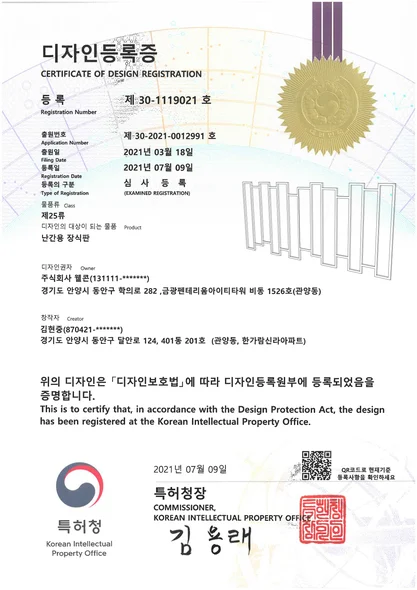 디자인등록증
CERTIFICATE OF DESIGN REGISTRATION
등 록 제 30-1119021 호
Registration Number
출원번호 제 30-2021-0012991 호
Application Number
출원일 2021년 03월 18일
Filing Date
등록일 2021년 07월 09일
Registration Date
등록의 구분 심 사 등 록
Type of Registration (EXAMINED REGISTRATION)
물품류 Class
제25류
디자인의 대상이 되는 물품 Product
난간용 장식판
디자인권자 Owner
주식회사 웰콘(131111-*******)
경기도 안양시 동안구 학의로 282 ,금강펜테리움아이티타워 비동 1526호(관양동)
창작자 Creator
김현중(870421-*******)
경기도 안양시 동안구 달안로 124, 401동 201호 (관양동, 한가람신라아파트)
위의 디자인은 「디자인보호법」에 따라 디자인등록원부에 등록되었음을
증명합니다.
This is to certify that, in accordance with the Design Protection Act, the design
has been registered at the Korean Intellectual Property Office.
2021년 07월 09일
QR코드로 현재기준
등록사항을 확인하세요
특허청장
COMMISSIONER,
KOREAN INTELLECTUAL PROPERTY OFFICE
김용래
특허청
Korean Intellectual
Property Office